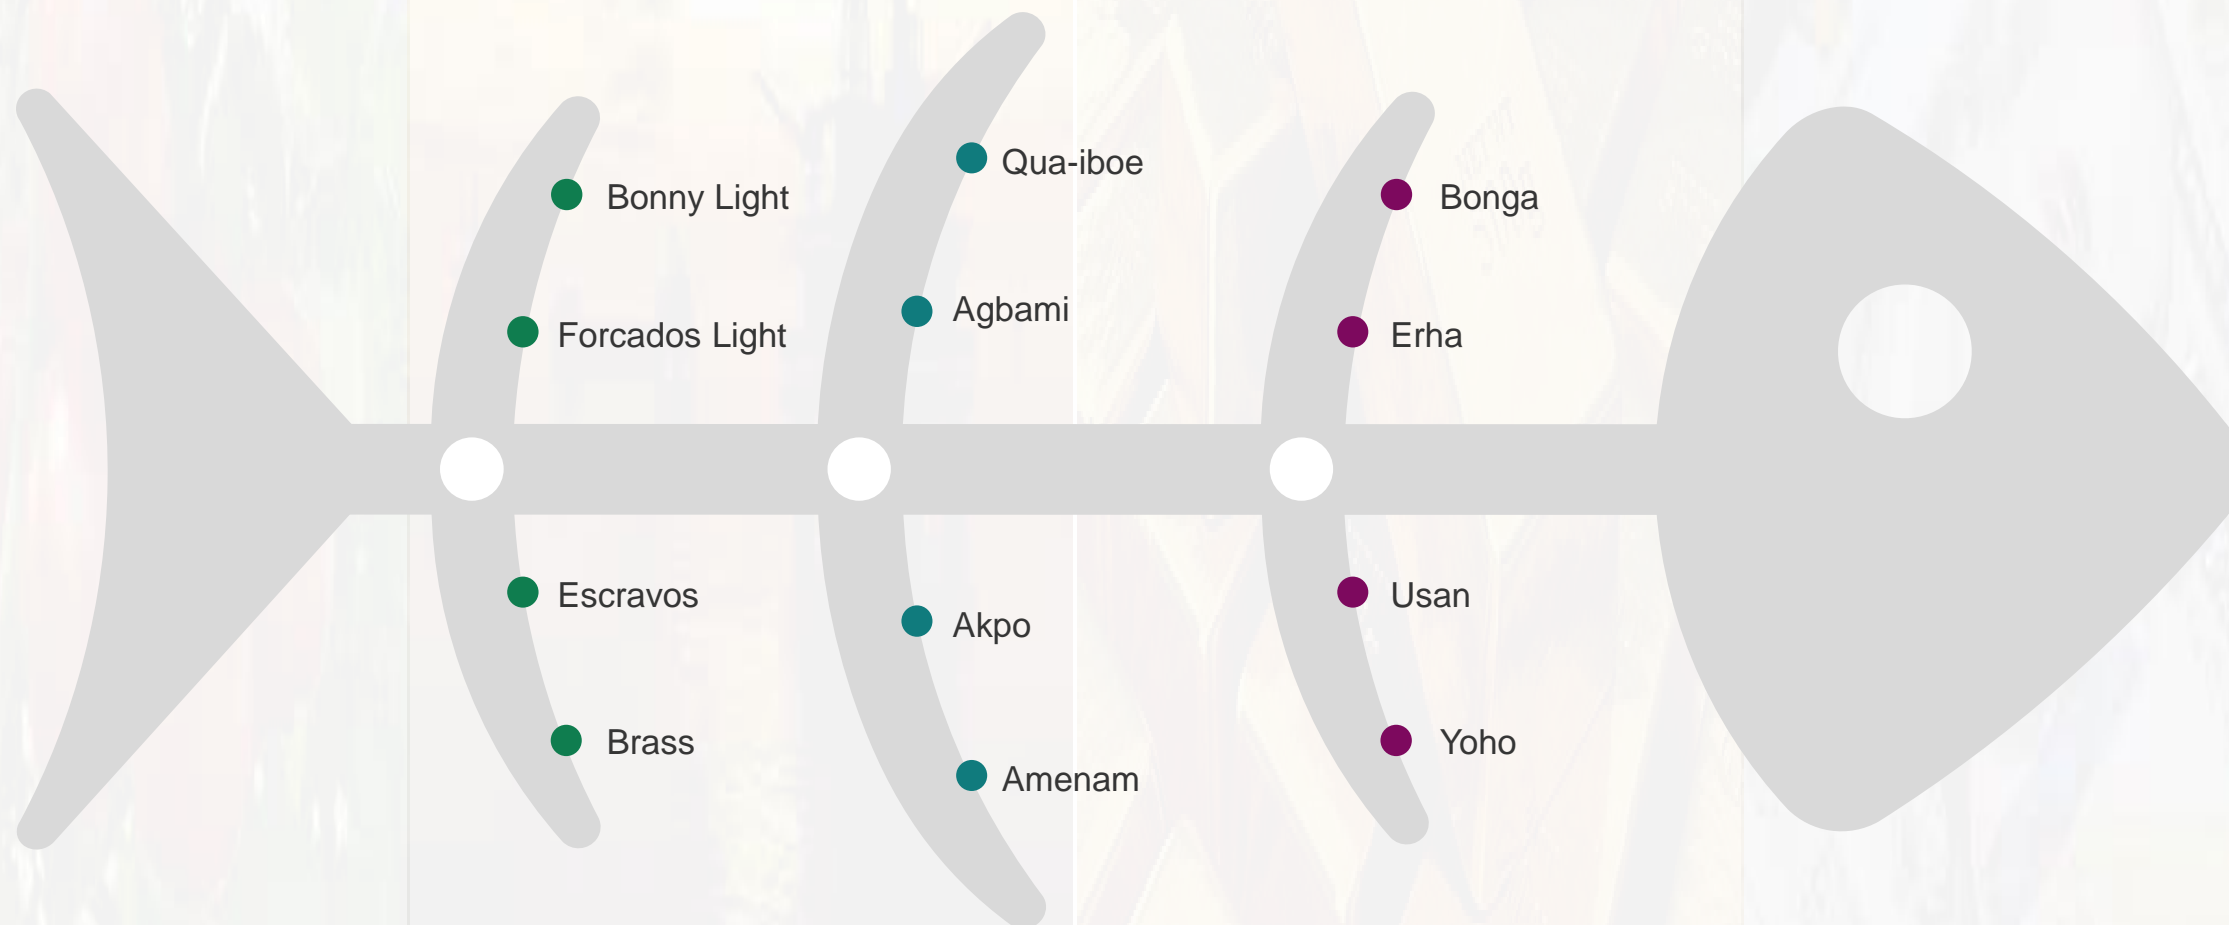 Bonny Light
Forcados Light
Escravos
Brass
Qua-iboe
Agbami
Akpo
Amenam
Bonga
Erha
Usan
Yoho